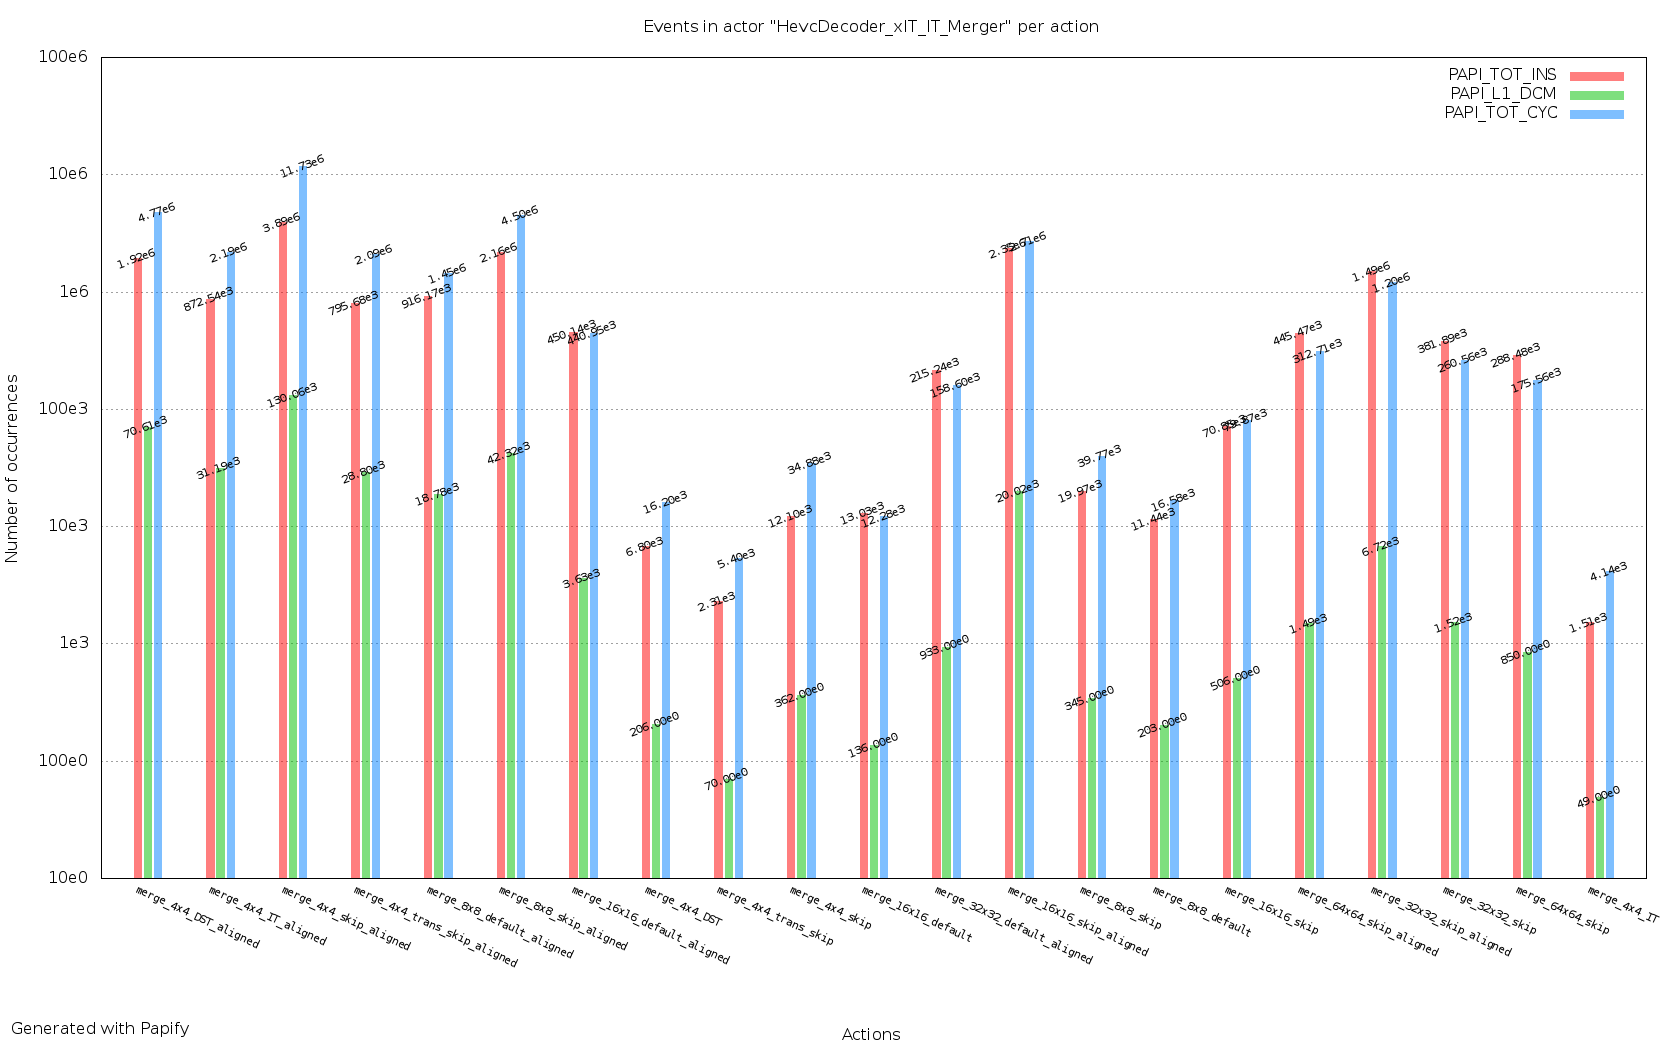 Events in actor "HevcDecoder_xIT_IT_Merger" per action
Number of occurrences
100e6
10e6
1e6
100e3
10e3
1e3
100e0
10e0
PAPI_TOT_INS
PAPI_L1_DCM
PAPI_TOT_CYC
1.92e6
70.61e3
4.77e6
872.54e3
31.19e3
2.19e6
3.89e6
130.06e3
11.73e6
795.68e3
28.80e3
2.09e6
916.17e3
18.78e3
1.45e6
2.16e6
42.32e3
4.50e6
450.14e3
3.63e3
440.95e3
6.80e3
206.00e0
16.20e3
2.31e3
70.00e0
5.40e3
12.10e3
362.00e0
34.88e3
13.03e3
136.00e0
12.28e3
215.24e3
933.00e0
158.60e3
20.02e3
19.97e3
345.00e0
39.77e3
11.44e3
203.00e0
16.58e3
506.00e0
445.47e3
1.49e3
312.71e3
1.49e6
6.72e3
1.20e6
381.89e3
1.52e3
260.56e3
288.48e3
850.00e0
175.56e3
1.51e3
49.00e0
4.14e3
merge_4x4_DST_aligned
merge_4x4_IT_aligned
merge_4x4_skip_aligned
merge_4x4_trans_skip_aligned
merge_8x8_default_aligned
merge_8x8_skip_aligned
merge_16x16_default_aligned
merge_4x4_DST
merge_4x4_trans_skip
merge_4x4_skip
merge_16x16_default
merge_32x32_default_aligned
merge_16x16_skip_aligned
merge_8x8_skip
merge_8x8_default
merge_16x16_skip
merge_64x64_skip_aligned
merge_32x32_skip_aligned
merge_32x32_skip
merge_64x64_skip
merge_4x4_IT
Actions
Generated with Papify